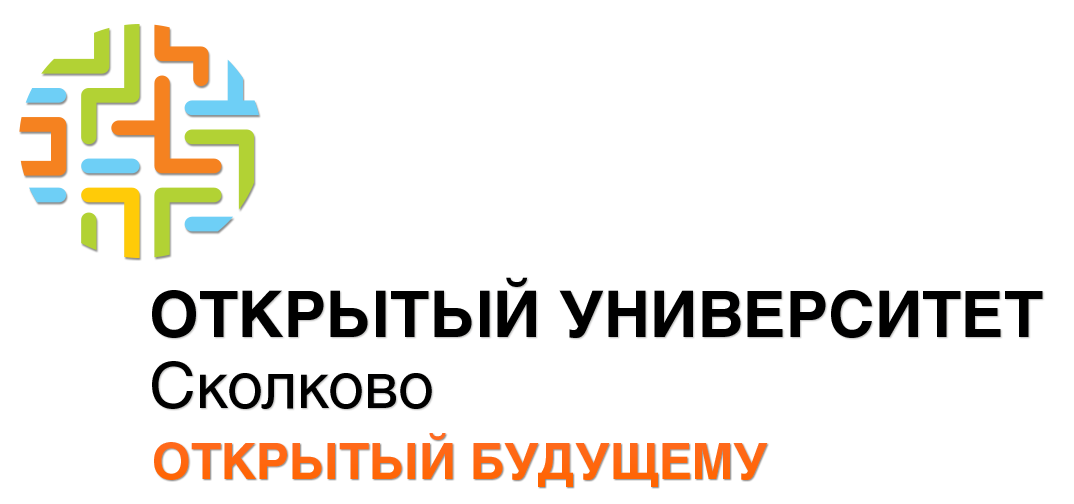 ОТКРЫТЫЙ УНИВЕРСИТЕТ
Сколково
ОТКРЫТЫЙ БУДУЩЕМУ